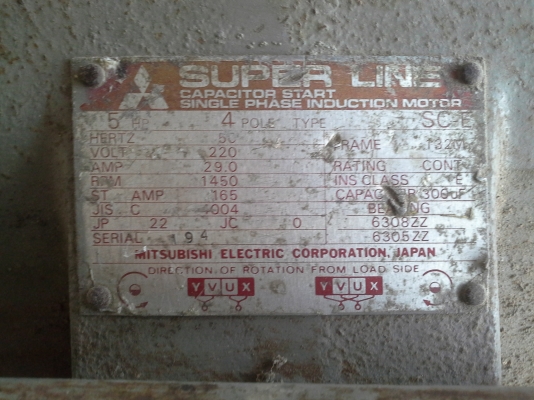 SUPER LINE
CAPACITOR START
SINGLE PHASE INDUCTION MOTOR
5 HP 4 POLE TYPE SC-E
HERTZ 50 FRAME 132M
VOLT 220
AMP 29.0 RATING CONT
RPM 1450 INS CLASS E
ST AMP 165 CAPACITOR 300uF
JIS C 4004 BEARING
JP 22 JC 0 6308ZZ
SERIAL 194 6305ZZ
MITSUBISHI ELECTRIC CORPORATION, JAPAN
DIRECTION OF ROTATION FROM LOAD SIDE
Y V U X Y V U X